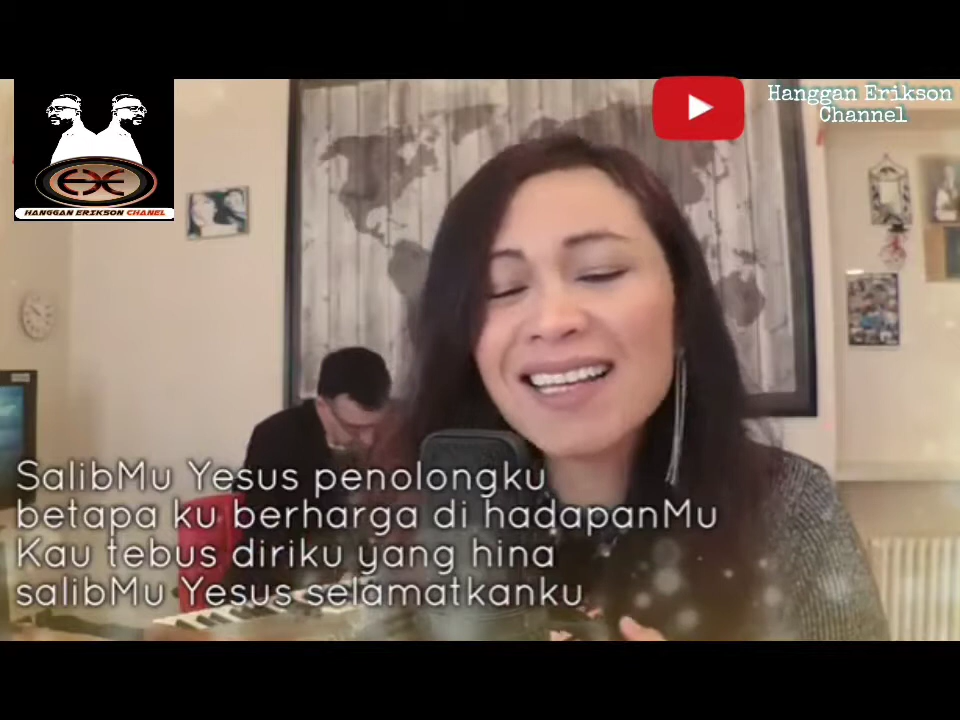 Hanggan Erikson
Channel
HANGGAN ERIKSON CHANEL
SalibMu Yesus penolongku
betapa ku berharga di hadapanMu
Kau tebus diriku yang hina
salibMu Yesus selamatkanku